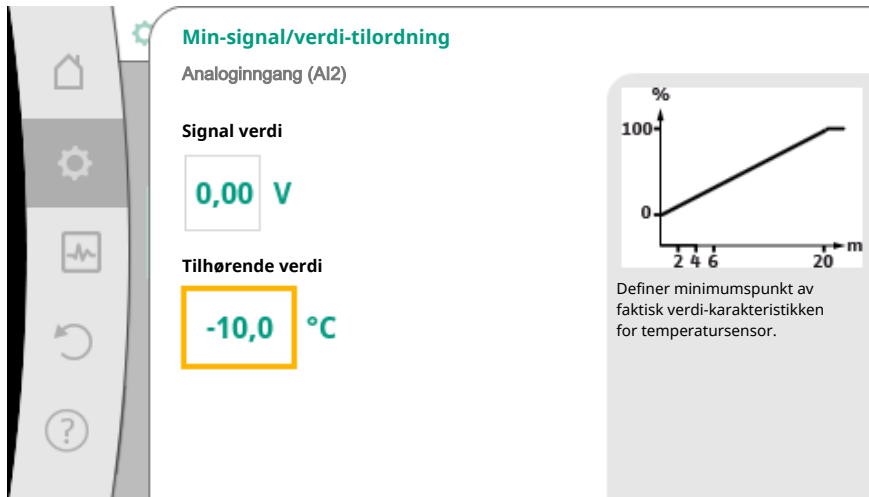 Min-signal/verdi-tilordning
Analoginngang (AI2)
Signal verdi
0,00 V
Tilhørende verdi
-10,0 °C
%
100
0
2 4 6 20
m
Definer minimumspunkt av
faktisk verdi-karakteristikken
for temperatursensor.
?